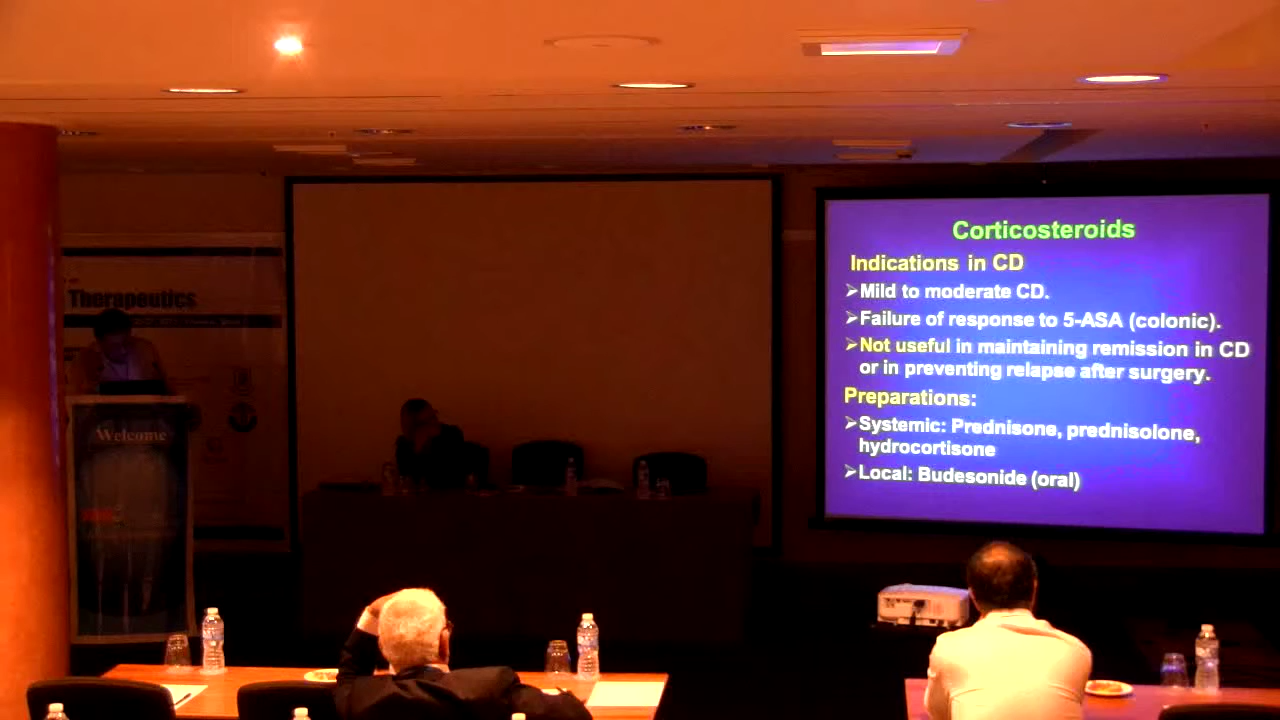 Therapeutics
Welcome
Corticosteroids
Indications in CD
➢Mild to moderate CD.
➢Failure of response to 5-ASA (colonic).
➢Not useful in maintaining remission in CD
or in preventing relapse after surgery.
Preparations:
➢Systemic: Prednisone, prednisolone,
hydrocortisone
➢Local: Budesonide (oral)